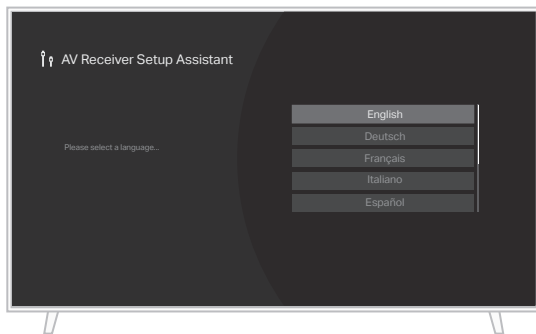 AV Receiver Setup Assistant
Please select a language...
English
Deutsch
Français
Italiano
Español